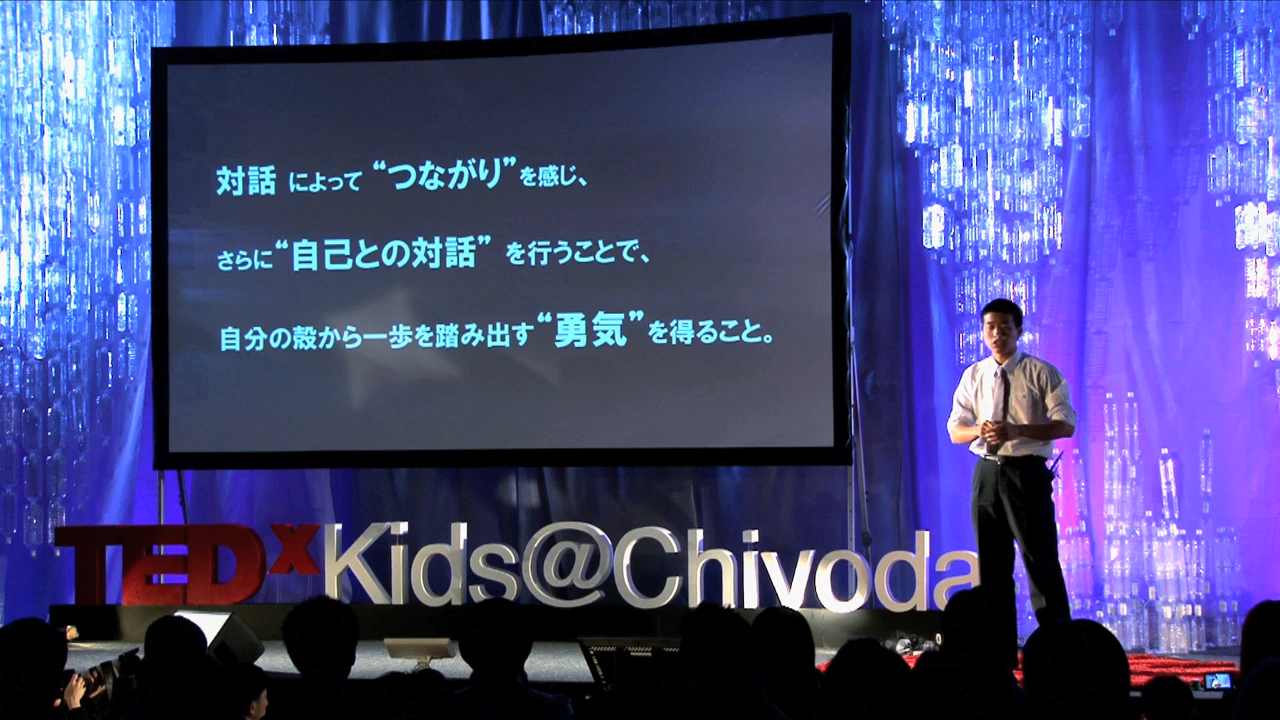 対話 によって “つながり”を感じ、
さらに“自己との対話” を行うことで、
自分の殻から一歩を踏み出す“勇気”を得ること。
TEDxKids@Chiyoda